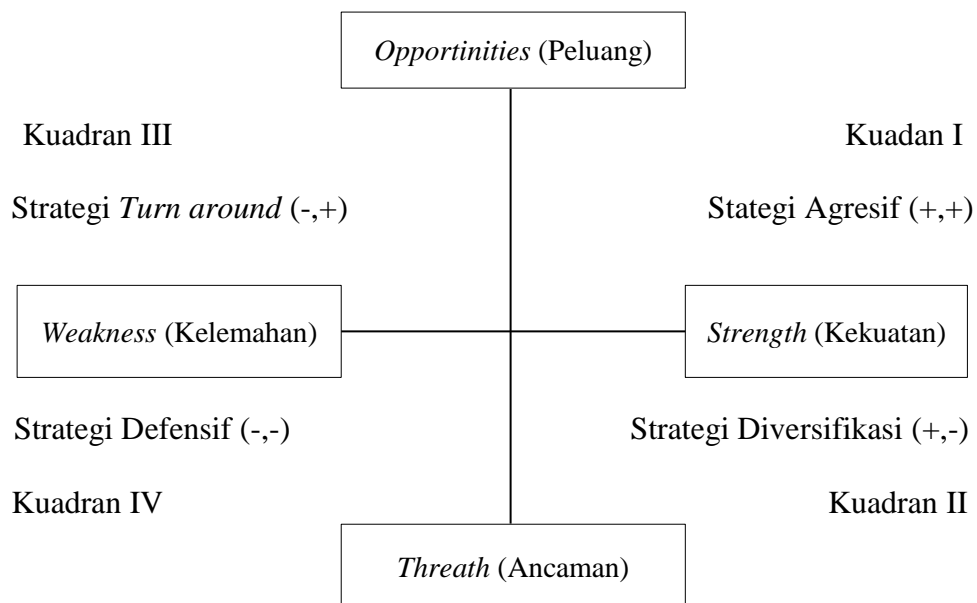 Opportinities (Peluang)
Kuadran III
Kuadan I
Strategi Turn around (-,+)
Stategi Agresif (+,+)
Weakness (Kelemahan)
Strength (Kekuatan)
Strategi Defensif (-,-)
Strategi Diversifikasi (+,-)
Kuadran IV
Kuadran II
Threath (Ancaman)